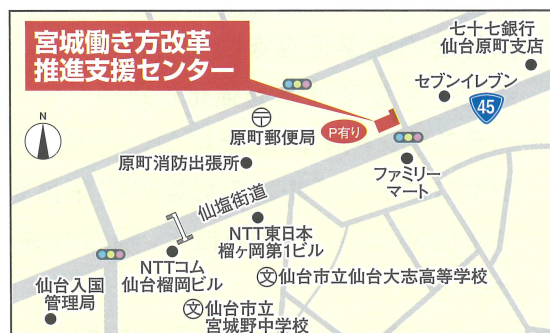 宮城働き方改革
推進支援センター
七十七銀行
仙台原町支店
セブンイレブン
45
N
原町郵便局
P有り
原町消防出張所
ファミリー
マート
仙塩街道
NTT東日本
榴ヶ岡第1ビル
NTTコム
仙台榴岡ビル
文
仙台市立仙台大志高等学校
仙台入国
管理局
文
仙台市立
宮城野中学校